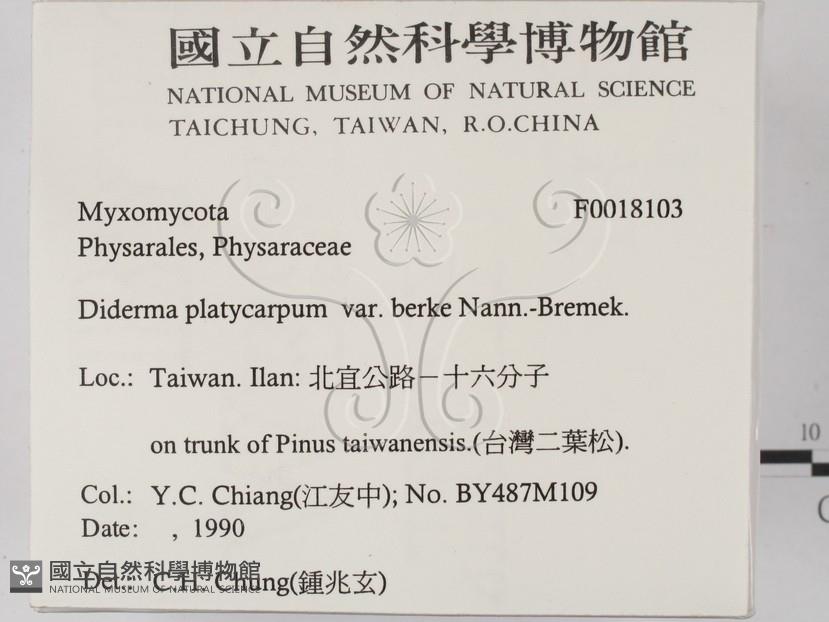 國立自然科學博物館
NATIONAL MUSEUM OF NATURAL SCIENCE
TAICHUNG, TAIWAN, R.O.CHINA
Myxomycota F0018103
Physarales, Physaraceae
Diderma platycarpum var. berke Nann.-Bremek.
Loc.: Taiwan. Ilan: 北宜公路－十六分子
on trunk of Pinus taiwanensis.(台灣二葉松).
10
Col.: Y.C. Chiang(江友中); No. BY487M109
Date: , 1990
國立自然科學博物館
NATIONAL MUSEUM OF NATURAL SCIENCE
Det.: C.H. Chung(鍾兆玄)